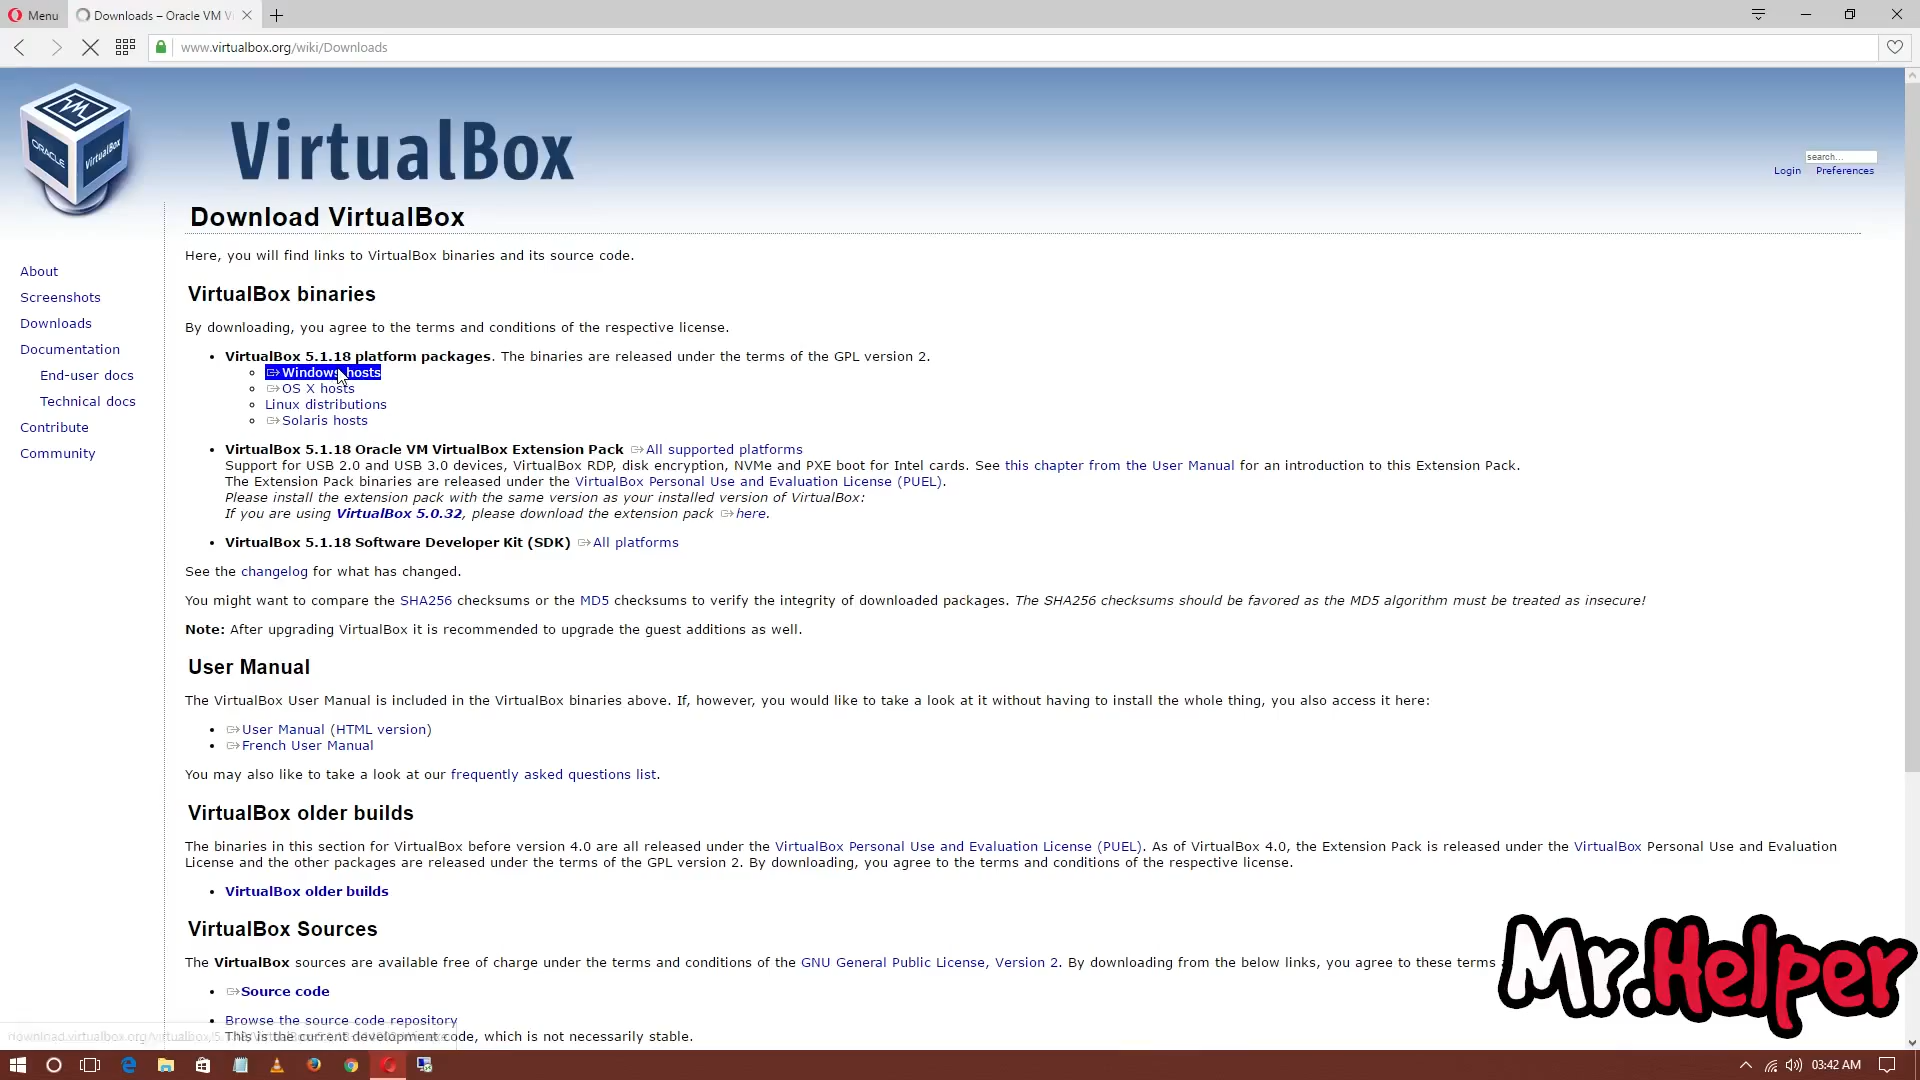 Menu
Downloads – Oracle VM Vi
www.virtualbox.org/wiki/Downloads
ORACLE
VirtualBox
VirtualBox
search...
Login Preferences
Download VirtualBox
Here, you will find links to VirtualBox binaries and its source code.
About
Screenshots
Downloads
Documentation
End-user docs
Technical docs
Contribute
Community
VirtualBox binaries
By downloading, you agree to the terms and conditions of the respective license.
• VirtualBox 5.1.18 platform packages. The binaries are released under the terms of the GPL version 2.
Windows hosts
OS X hosts
Linux distributions
Solaris hosts
• VirtualBox 5.1.18 Oracle VM VirtualBox Extension Pack All supported platforms
Support for USB 2.0 and USB 3.0 devices, VirtualBox RDP, disk encryption, NVMe and PXE boot for Intel cards. See this chapter from the User Manual for an introduction to this Extension Pack.
The Extension Pack binaries are released under the VirtualBox Personal Use and Evaluation License (PUEL).
Please install the extension pack with the same version as your installed version of VirtualBox:
If you are using VirtualBox 5.0.32, please download the extension pack here.
• VirtualBox 5.1.18 Software Developer Kit (SDK) All platforms
See the changelog for what has changed.
You might want to compare the SHA256 checksums or the MD5 checksums to verify the integrity of downloaded packages. The SHA256 checksums should be favored as the MD5 algorithm must be treated as insecure!
Note: After upgrading VirtualBox it is recommended to upgrade the guest additions as well.
User Manual
The VirtualBox User Manual is included in the VirtualBox binaries above. If, however, you would like to take a look at it without having to install the whole thing, you also access it here:
• User Manual (HTML version)
• French User Manual
You may also like to take a look at our frequently asked questions list.
VirtualBox older builds
The binaries in this section for VirtualBox before version 4.0 are all released under the VirtualBox Personal Use and Evaluation License (PUEL). As of VirtualBox 4.0, the Extension Pack is released under the VirtualBox Personal Use and Evaluation
License and the other packages are released under the terms of the GPL version 2. By downloading, you agree to the terms and conditions of the respective license.
• VirtualBox older builds
VirtualBox Sources
The VirtualBox sources are available free of charge under the terms and conditions of the GNU General Public License, Version 2. By downloading from the below links, you agree to these terms
• Source code
• Browse the source code repository
This is the current development code, which is not necessarily stable.
Mr.Helper
03:42 AM